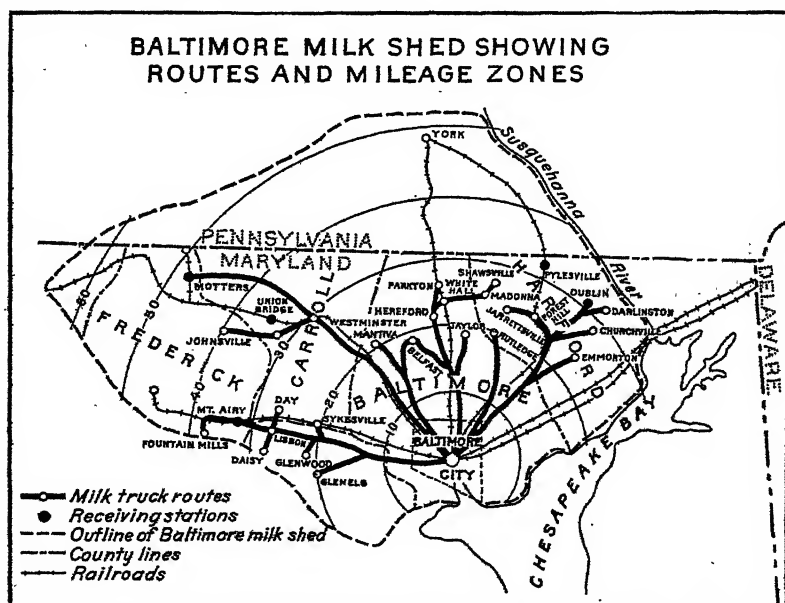 BALTIMORE MILK SHED SHOWING
ROUTES AND MILEAGE ZONES
YORK
Susquehanna
River
PENNSYLVANIA
MARYLAND
DELAWARE
MOTTERS
UNION
BRIDGE
JOHNSVILLE
WESTMINSTER
MANTIVA
FREDERICK
CARROLL
BALTIMORE
HARFORD
PARKTON
WHITE
HALL
SHAWSVILLE
MADONNA
HEREFORD
TAYLOR
RUTLEDGE
BELFAST
JARRETSVILLE
FOREST
HILL
PYLESVILLE
DUBLIN
DARLINGTON
CHURCHVILLE
EMMORTON
50
50
40
30
20
10
MT. AIRY
DAY
SYKESVILLE
FOUNTAIN MILLS
LISBON
DAISY
GLENWOOD
GLENELG
BALTIMORE
CITY
CHESAPEAKE BAY
Milk truck routes
Receiving stations
Outline of Baltimore milk shed
County lines
Railroads